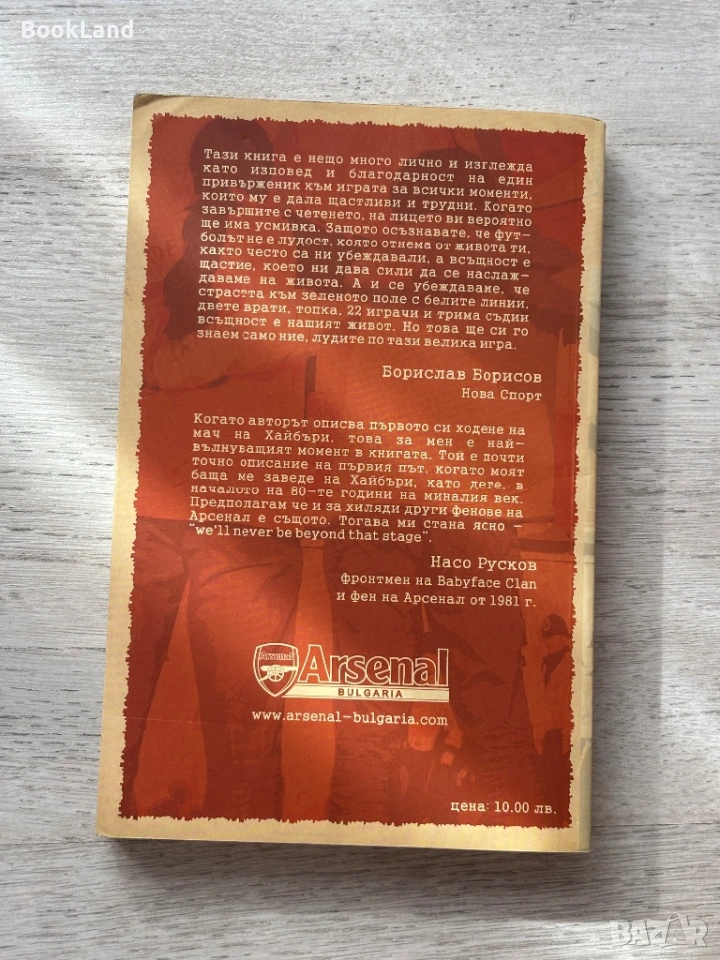 BookLand
Тази книга е нещо много лично и изглежда
като изповед и благодарност на един
привърженик към играта за всички моменти,
които му е дала щастливи и трудни. Когато
завършите с четенето, на лицето ви вероятно
ще има усмивка. Защото осъзнавате, че фут-
болът не е лудост, която отнема от живота ти,
както често са ни убеждавали, а всъщност е
щастие, което ни дава сили да се наслаж-
даваме на живота. А и се убеждаваме, че
страстта към зеленото поле с белите линии,
двете врати, топка, 22 играчи и трима съдии
всъщност е нашият живот. Но това ще си го
знаем само ние, лудите по тази велика игра.
Борислав Борисов
Нова Спорт
Когато авторът описва първото си ходене на
мач на Хайбъри, това за мен е най-
вълнуващият момент в книгата. Той е почти
точно описание на първия път, когато моят
баща ме заведе на Хайбъри, като дете, в
началото на 80-те години на миналия век.
Предполагам че и за хиляди други фенове на
Арсенал е същото. Тогава ми стана ясно -
"we'll never be beyond that stage".
Насо Русков
фронтмен на Babyface Clan
и фен на Арсенал от 1981 г.
Arsenal
Arsenal
BULGARIA
www.arsenal-bulgaria.com
цена: 10.00 лв.
BAZAR